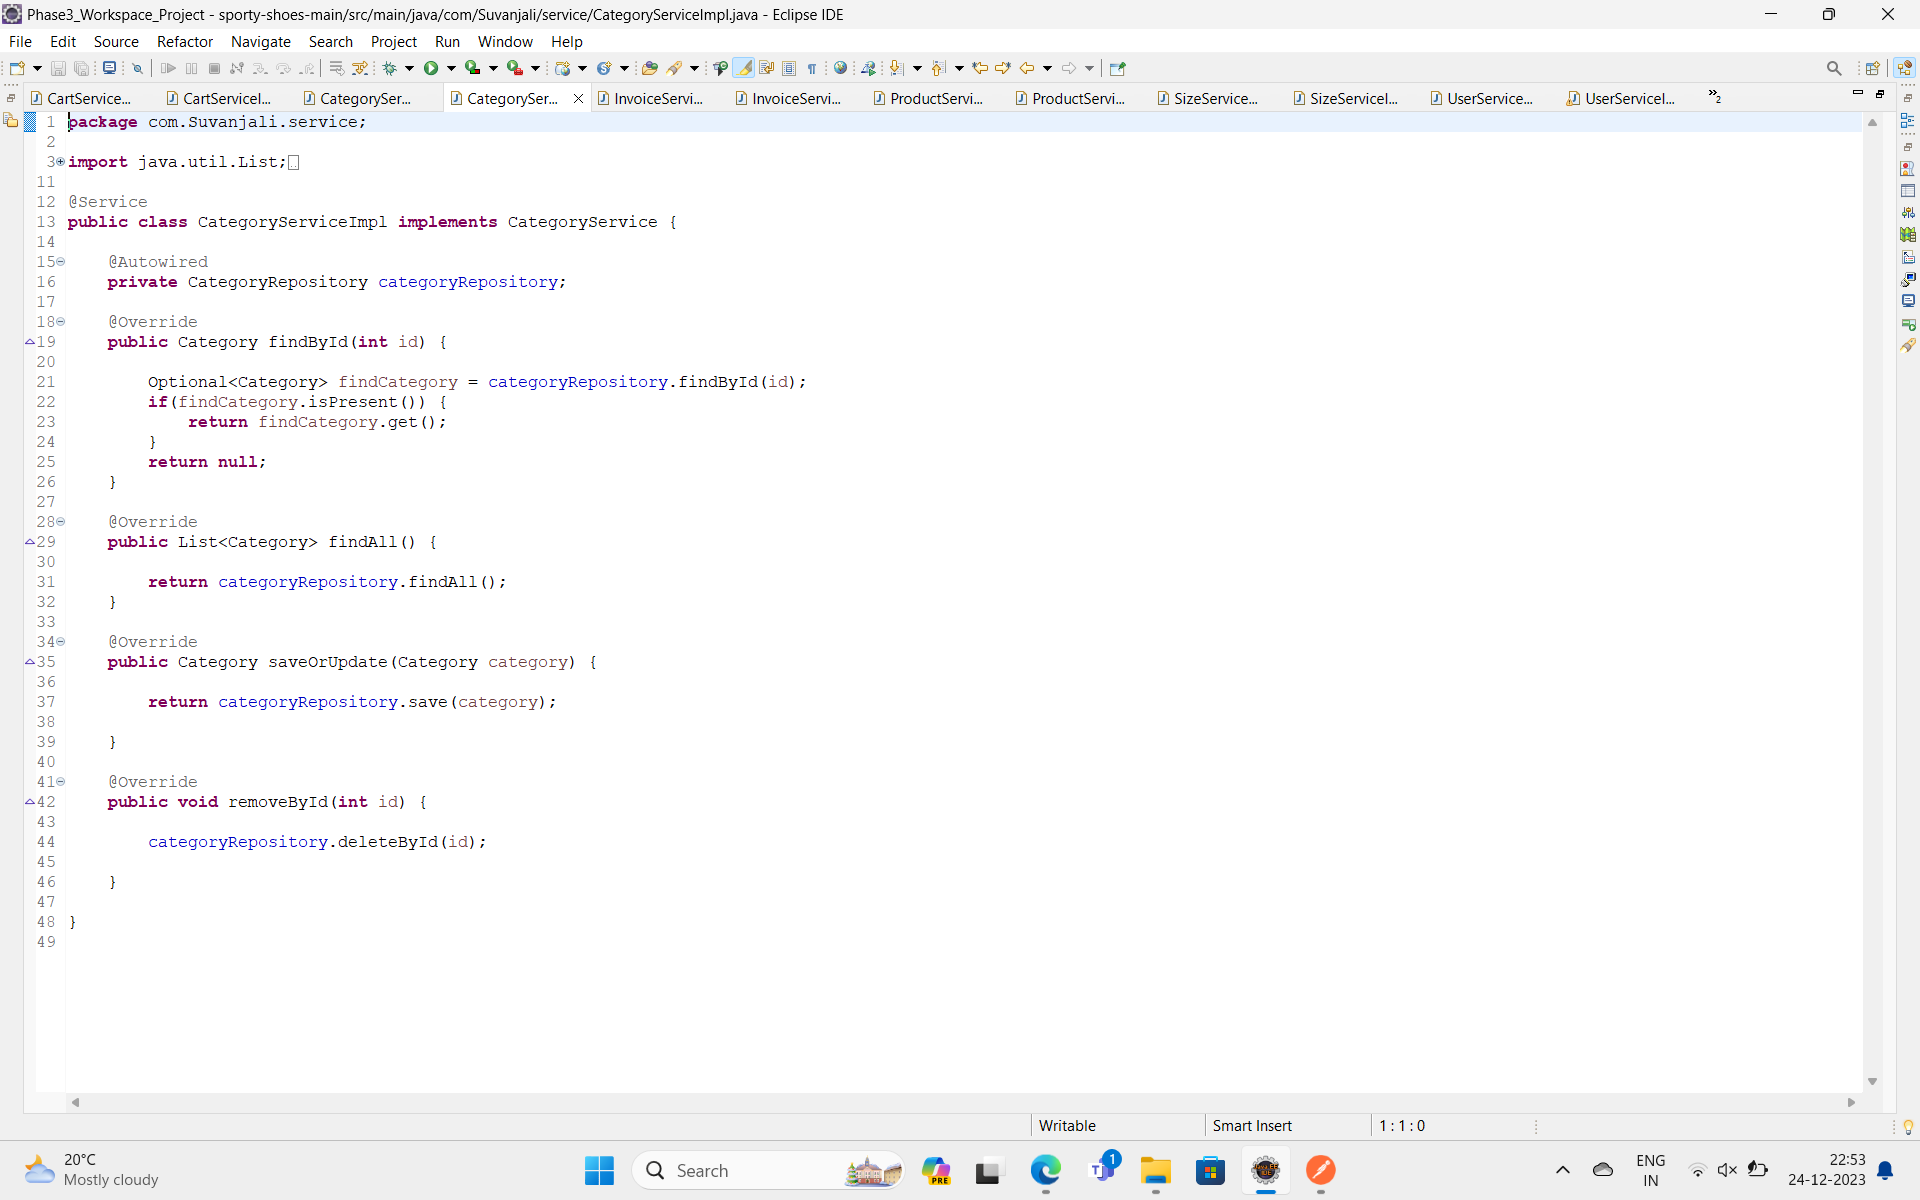 Phase3_Workspace_Project - sporty-shoes-main/src/main/java/com/Suvanjali/service/CategoryServiceImpl.java - Eclipse IDE
File Edit Source Refactor Navigate Search Project Run Window Help
CartService... CartServiceI... CategorySer... CategorySer... InvoiceServi... InvoiceServi... ProductServi... ProductServi... SizeService... SizeServiceI... UserService... UserServiceI... »2
1 package com.Suvanjali.service;
2
3 import java.util.List;
11
12 @Service
13 public class CategoryServiceImpl implements CategoryService {
14
15 @Autowired
16 private CategoryRepository categoryRepository;
17
18 @Override
19 public Category findById(int id) {
20
21 Optional<Category> findCategory = categoryRepository.findById(id);
22 if(findCategory.isPresent()) {
23 return findCategory.get();
24 }
25 return null;
26 }
27
28 @Override
29 public List<Category> findAll() {
30
31 return categoryRepository.findAll();
32 }
33
34 @Override
35 public Category saveOrUpdate(Category category) {
36
37 return categoryRepository.save(category);
38
39 }
40
41 @Override
42 public void removeById(int id) {
43
44 categoryRepository.deleteById(id);
45
46 }
47
48 }
49
Writable Smart Insert 1 : 1 : 0
20°C
Mostly cloudy
Search
PRE
1
ENG
IN
22:53
24-12-2023